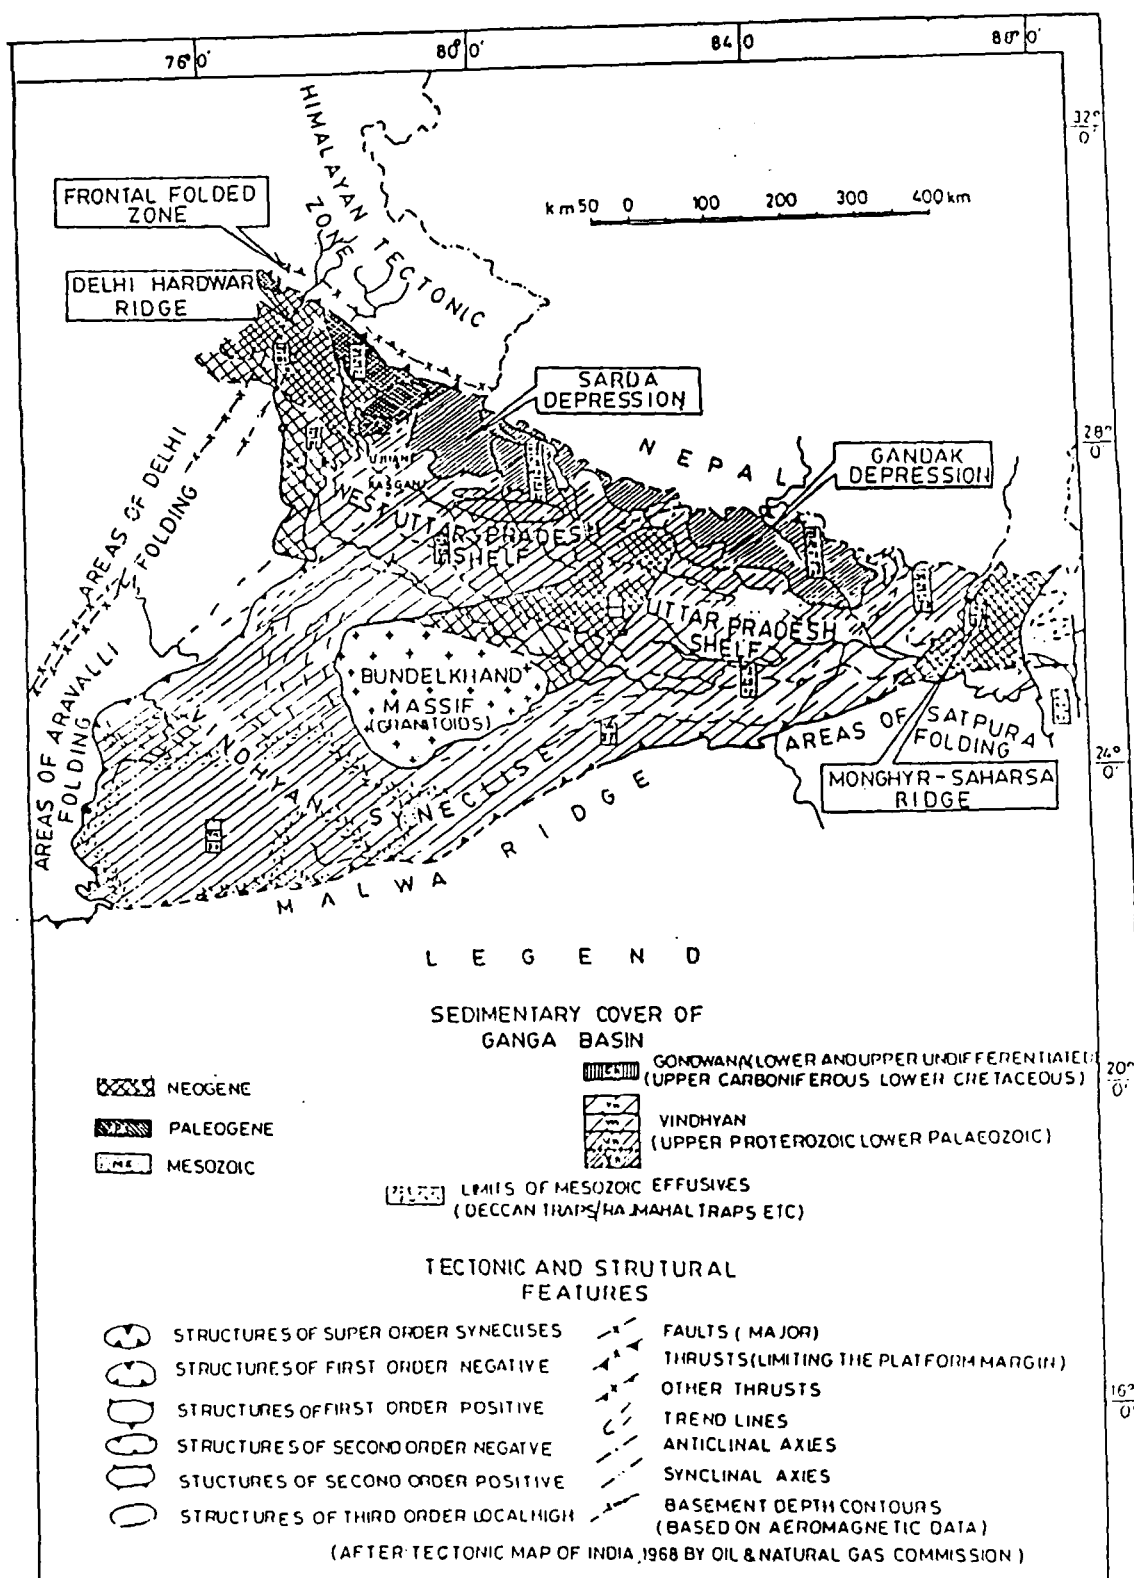 76° 0'
80° 0'
84 0
32° 0'
HIMALAYAN TECTONIC
ZONE
FRONTAL FOLDED
ZONE
km 50 0 100 200 300 400 km
DELHI HARDWAR
RIDGE
SARDA
DEPRESSION
NEPAL
28° 0'
GANDAK
DEPRESSION
AREAS OF DELHI
FOLDING
UJIANI
KASGANJ
WEST UTTAR PRADESH
SHELF
UTTAR PRADESH
SHELF
BUNDELKHAND
MASSIF
(GRANITOIDS)
AREAS OF ARAVALLI
FOLDING
SYNECLISE
AREAS OF SATPURA
FOLDING
24° 0'
MONGHYR-SAHARSA
RIDGE
MALWA RIDGE
LEGEND
SEDIMENTARY COVER OF
GANGA BASIN
NEOGENE
PALEOGENE
MESOZOIC
GONDWANA (LOWER AND UPPER UNDIFFERENTIATED)
(UPPER CARBONIFEROUS LOWER CRETACEOUS)
20° 0'
VINDHYAN
(UPPER PROTEROZOIC LOWER PALAEOZOIC)
LIMITS OF MESOZOIC EFFUSIVES
(DECCAN TRAPS/RAJMAHAL TRAPS ETC)
TECTONIC AND STRUTURAL
FEATURES
STRUCTURES OF SUPER ORDER SYNECLISES
STRUCTURES OF FIRST ORDER NEGATIVE
STRUCTURES OF FIRST ORDER POSITIVE
STRUCTURES OF SECOND ORDER NEGATVE
STUCTURES OF SECOND ORDER POSITIVE
STRUCTURES OF THIRD ORDER LOCAL HIGH
FAULTS (MAJOR)
THRUSTS (LIMITING THE PLATFORM MARGIN)
OTHER THRUSTS
16° 0'
TREND LINES
ANTICLINAL AXIES
SYNCLINAL AXIES
BASEMENT DEPTH CONTOURS
(BASED ON AEROMAGNETIC DATA)
(AFTER TECTONIC MAP OF INDIA, 1968 BY OIL & NATURAL GAS COMMISSION)